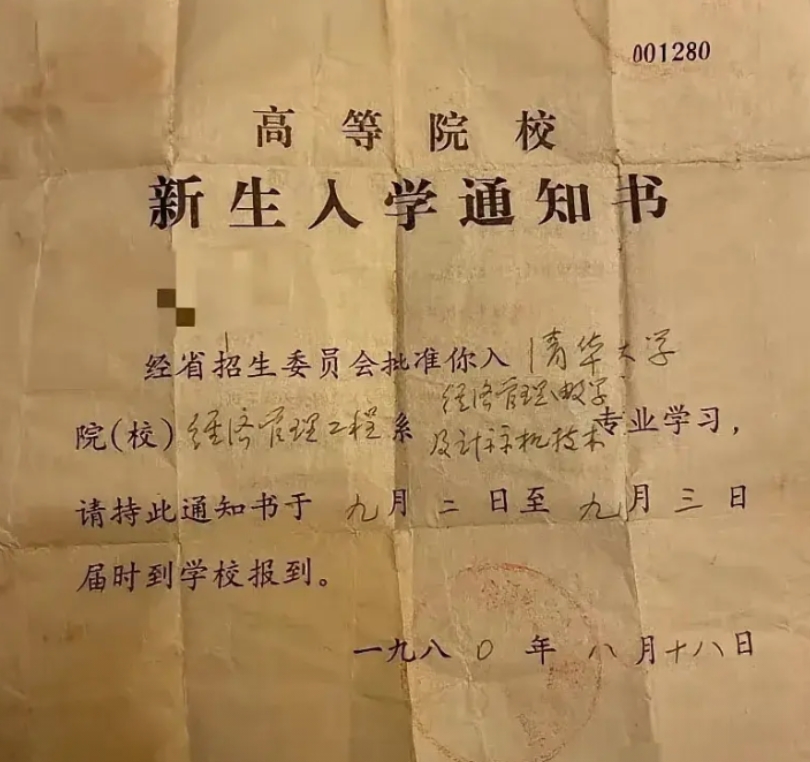 001280
高等院校
新生入学通知书
经省招生委员会批准你入 清华大学
经济管理数学
院(校) 经济管理工程系 及计算机技术 专业学习，
请持此通知书于 九月 二 日至 九月 三 日
届时到学校报到。
一九八 0 年 八 月十八日